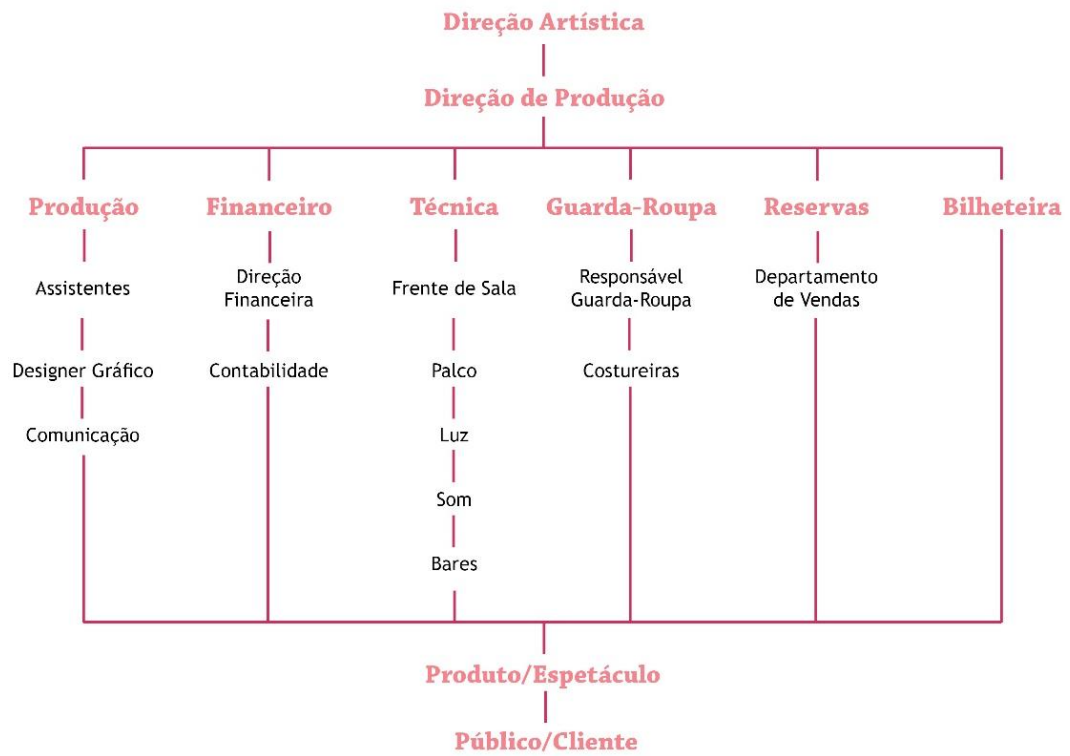 Direção Artística
Direção de Produção
Produção
Financeiro
Técnica
Guarda-Roupa
Reservas
Bilheteira
Assistentes
Designer Gráfico
Comunicação
Direção
Financeira
Contabilidade
Frente de Sala
Palco
Luz
Som
Bares
Responsável
Guarda-Roupa
Costureiras
Departamento
de Vendas
Produto/Espetáculo
Público/Cliente